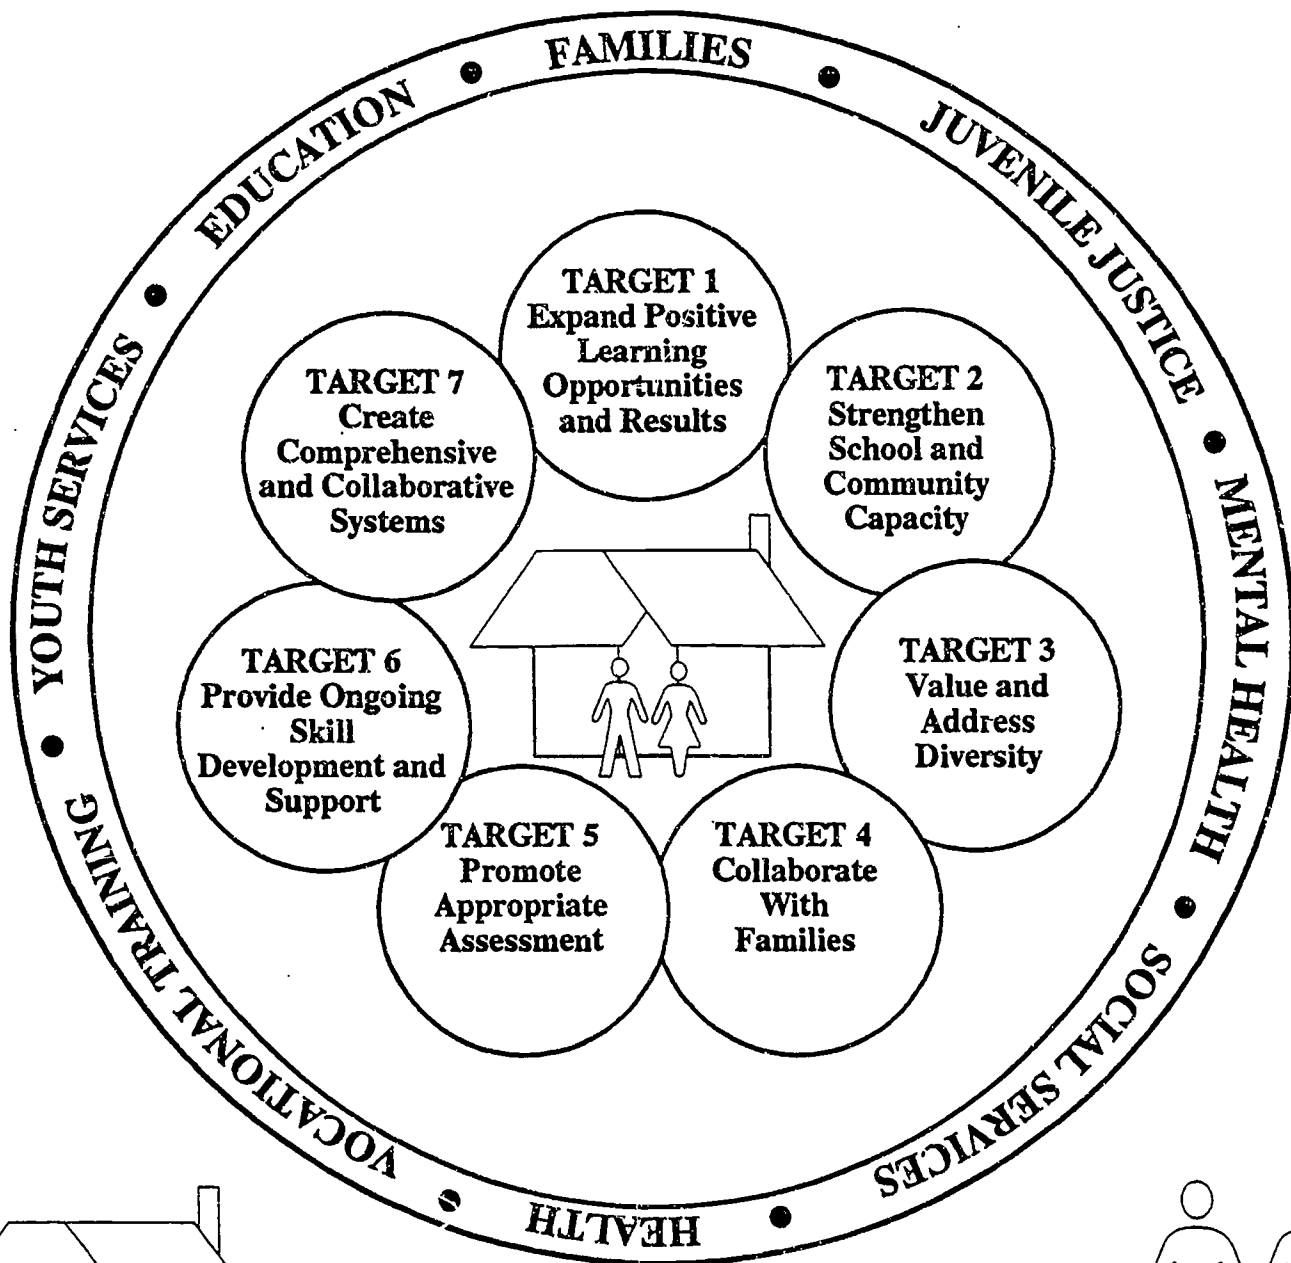 FAMILIES
JUVENILE JUSTICE
MENTAL HEALTH
SOCIAL SERVICES
HEALTH
VOCATIONAL TRAINING
YOUTH SERVICES
EDUCATION
TARGET 1
Expand Positive
Learning
Opportunities
and Results
TARGET 2
Strengthen
School and
Community
Capacity
TARGET 3
Value and
Address
Diversity
TARGET 4
Collaborate
With
Families
TARGET 5
Promote
Appropriate
Assessment
TARGET 6
Provide Ongoing
Skill
Development and
Support
TARGET 7
Create
Comprehensive
and Collaborative
Systems